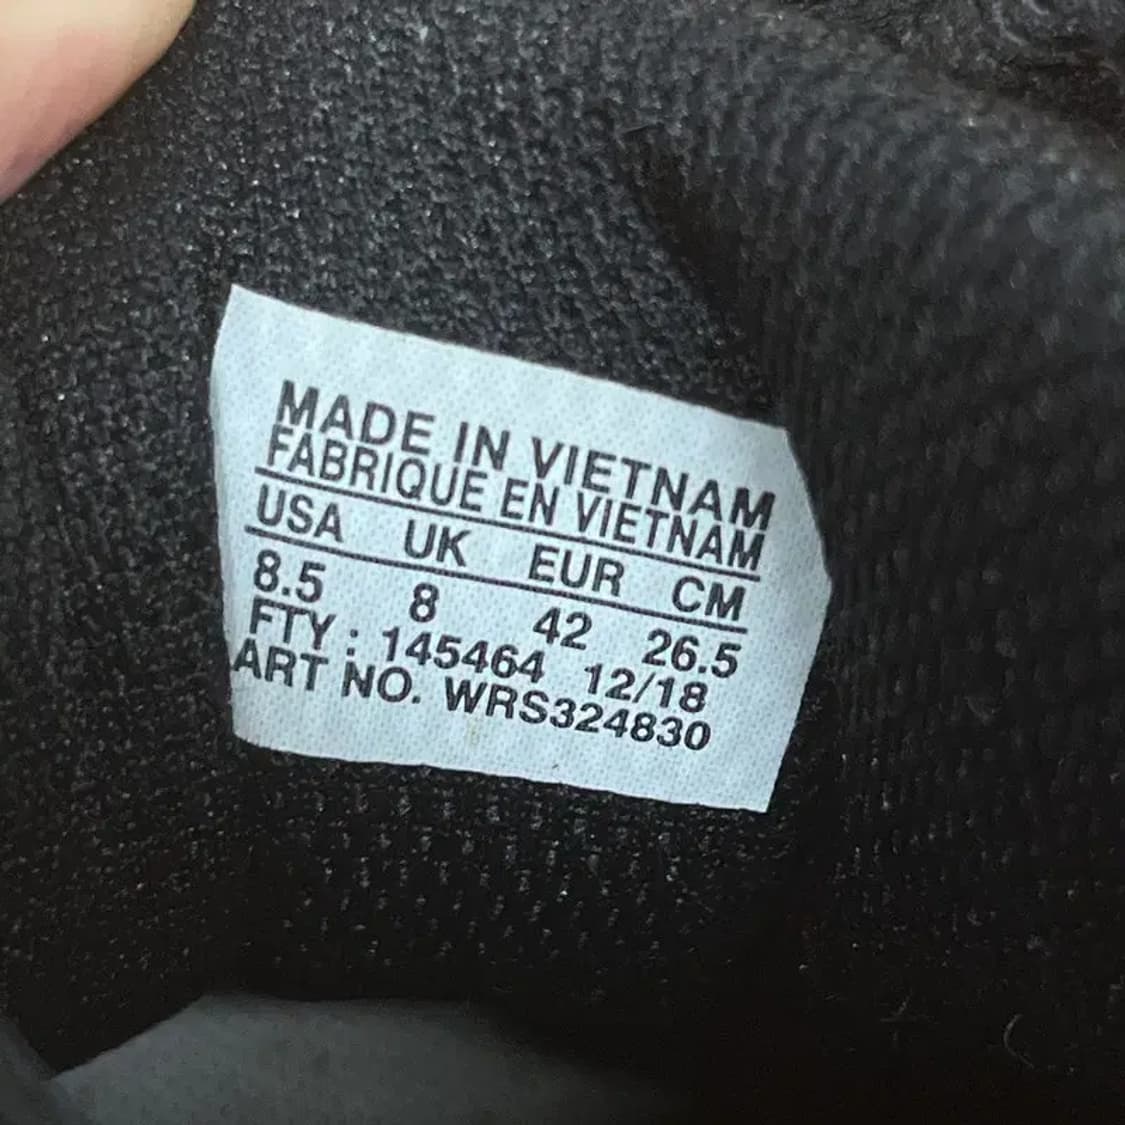 MADE IN VIETNAM
FABRIQUE EN VIETNAM
USA UK EUR CM
8.5 8 42 26.5
FTY : 145464 12/18
ART NO. WRS324830